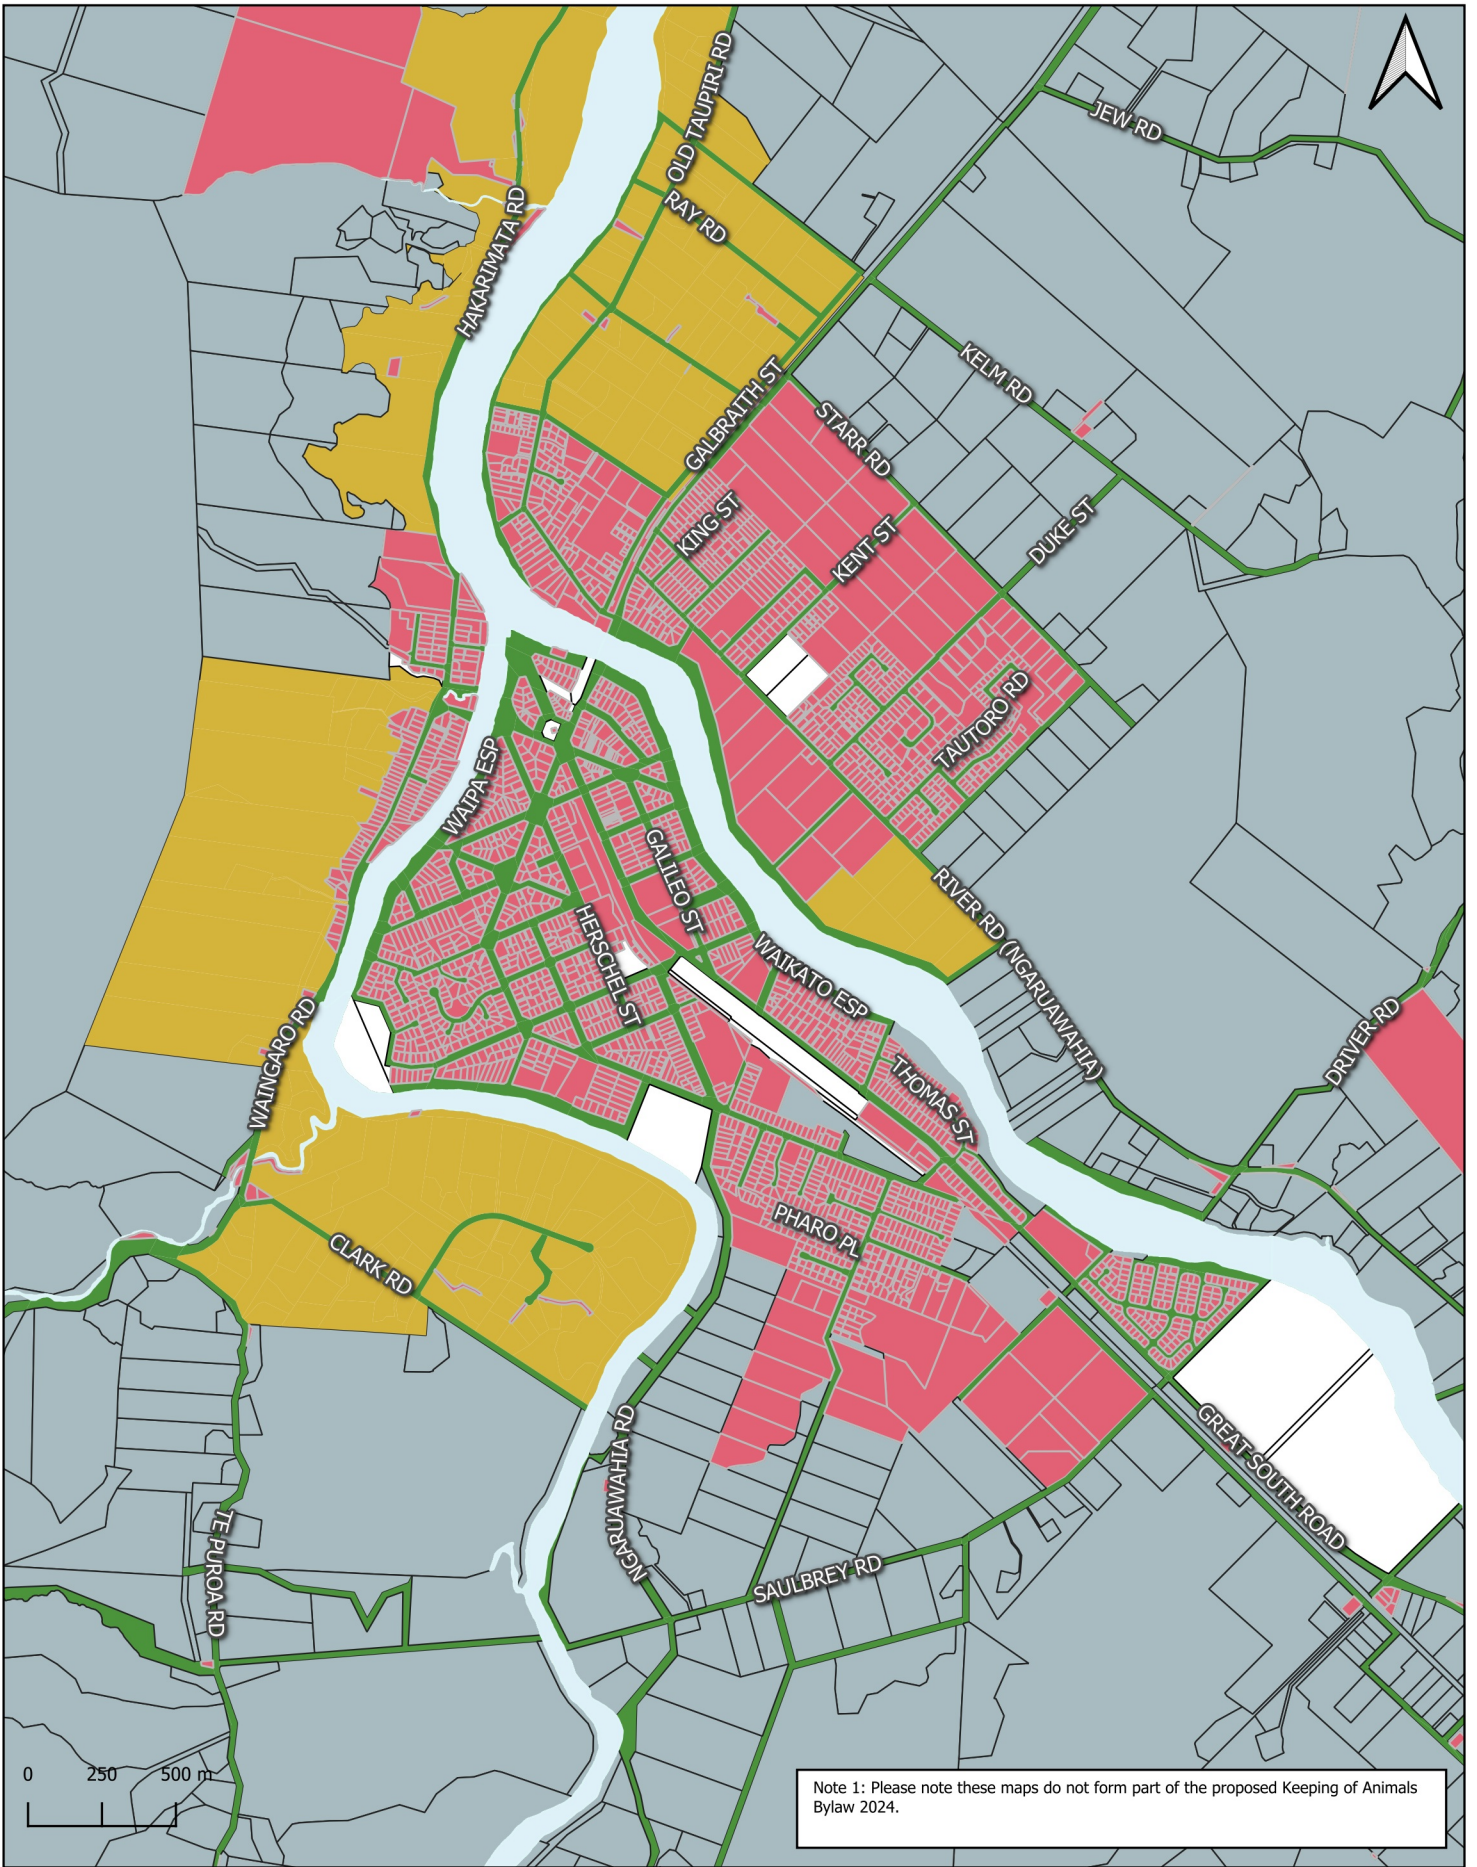 OLD TAUPIRI RD
JEW RD
RAY RD
HAKARIMATA RD
KELM RD
GALBRAITH ST
STARR RD
KING ST
KENT ST
DUKE ST
TAUTORO RD
WAIPA ESP
GALILEO ST
RIVER RD (NGARUAWAHIA)
HERSCHEL ST
WAIKATO ESP
WAINGARO RD
DRIVER RD
THOMAS ST
PHARO PL
CLARK RD
NGARUAWAHIA RD
GREAT SOUTH ROAD
TE PUROA RD
SAULBREY RD
0 250 500 m
Note 1: Please note these maps do not form part of the proposed Keeping of Animals
Bylaw 2024.